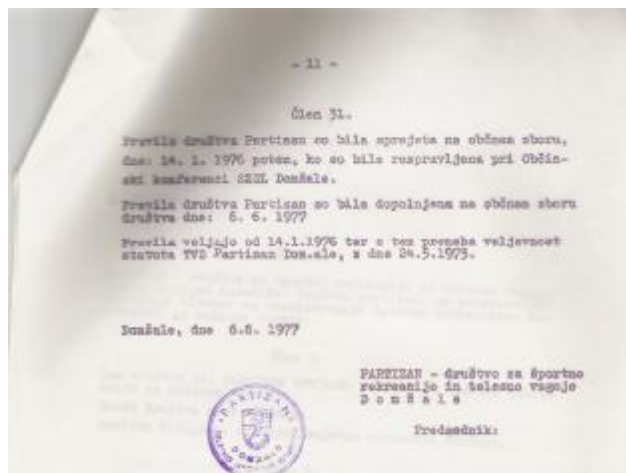 - 11 -
Člen 31.
Pravila društva Partizan so bila sprejeta na občnem zboru,
dne: 14. 1. 1976 potem, ko so bila razpravljena pri Občin-
ski konferenci SZDL Domžale.
Pravila društva Partizan so bila dopolnjena na občnem zboru
društva dne: 6. 6. 1977
Pravila veljajo od 14.1.1976 ter s tem preneha veljavnost
statuta TVD Partizan Domžale, z dne 24.5.1973.
Domžale, dne 6.6. 1977
PARTIZAN - društvo za športno
rekreacijo in telesno vzgojo
D o m ž a l e
Predsednik:
PARTIZAN